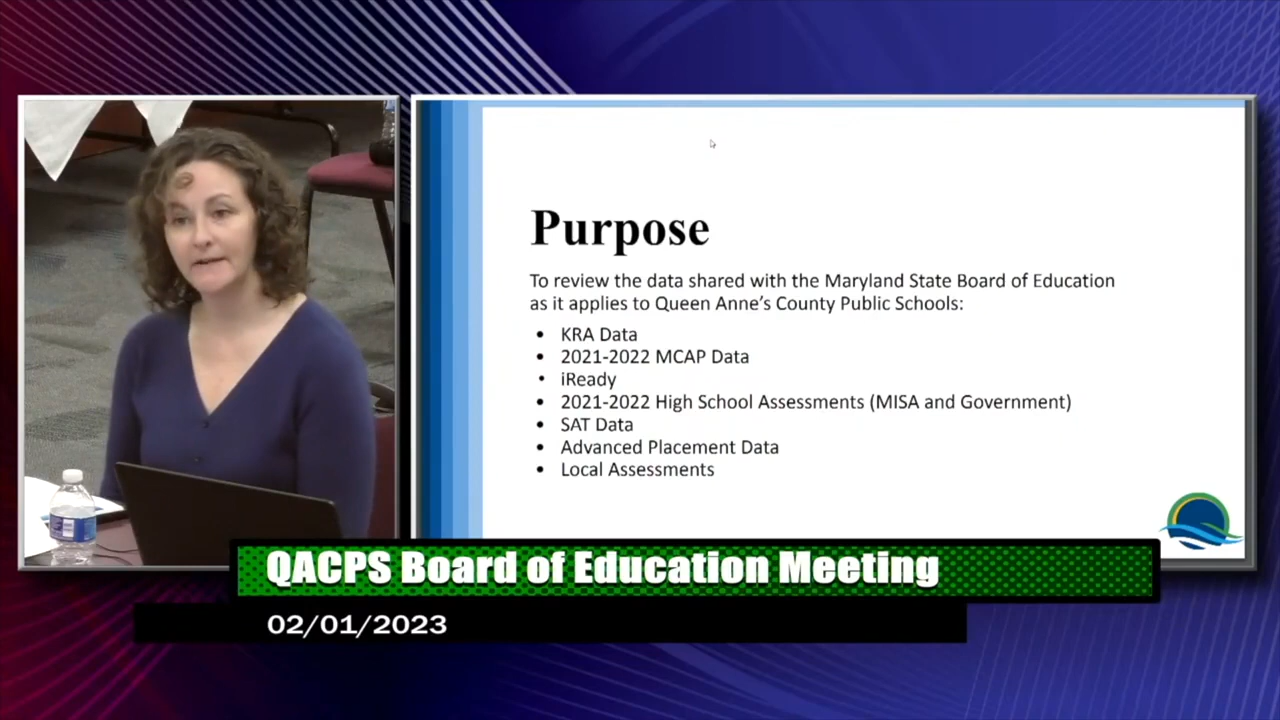 Purpose
To review the data shared with the Maryland State Board of Education
as it applies to Queen Anne’s County Public Schools:
• KRA Data
• 2021-2022 MCAP Data
• iReady
• 2021-2022 High School Assessments (MISA and Government)
• SAT Data
• Advanced Placement Data
• Local Assessments
QACPS Board of Education Meeting
02/01/2023